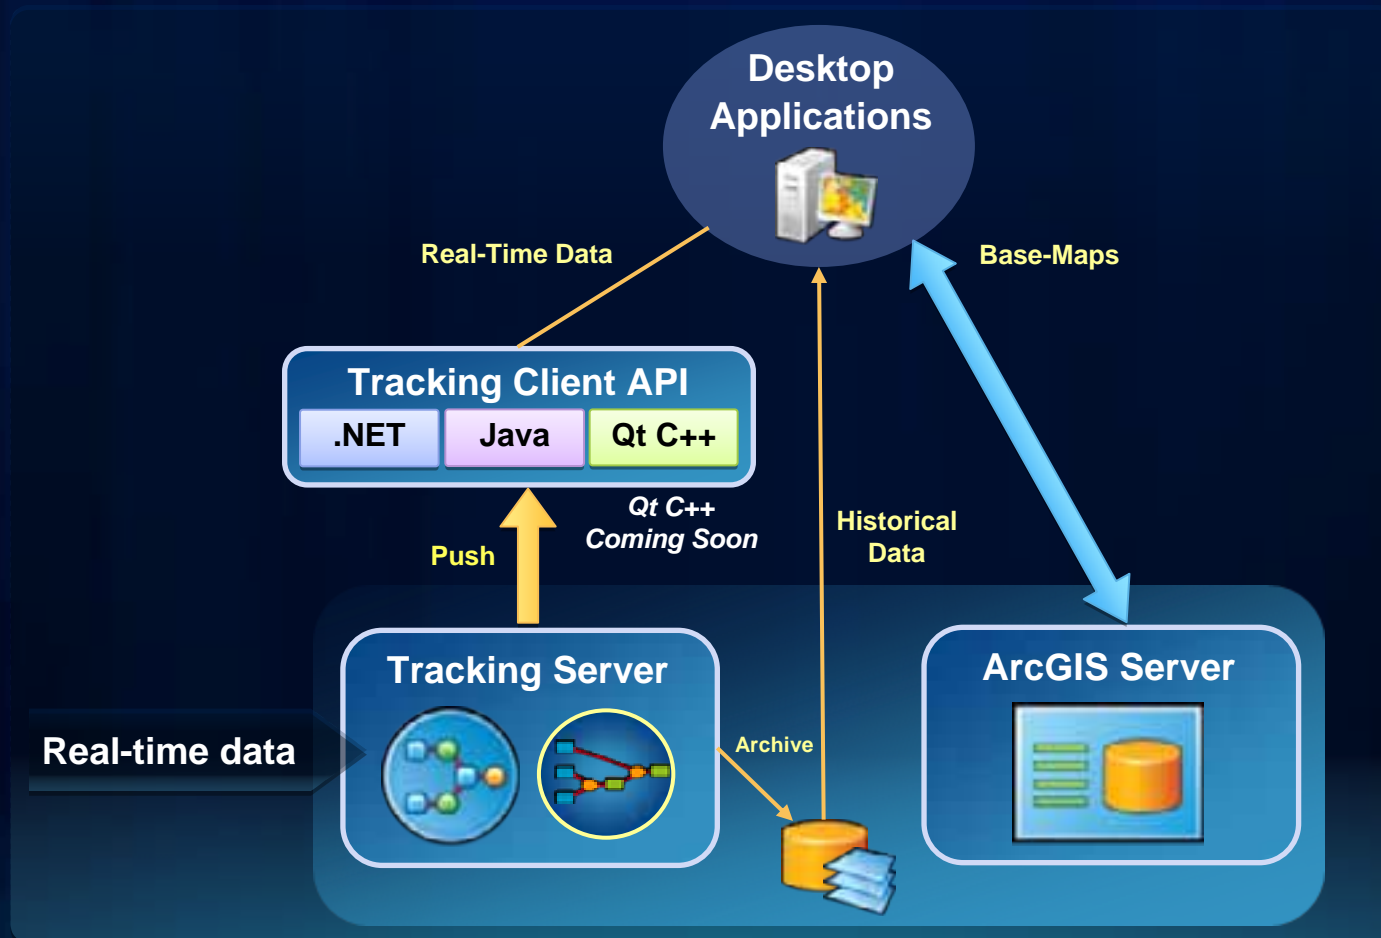 Desktop
Applications
Real-Time Data
Base-Maps
Tracking Client API
.NET
Java
Qt C++
Qt C++
Coming Soon
Push
Historical
Data
Tracking Server
ArcGIS Server
Real-time data
Archive